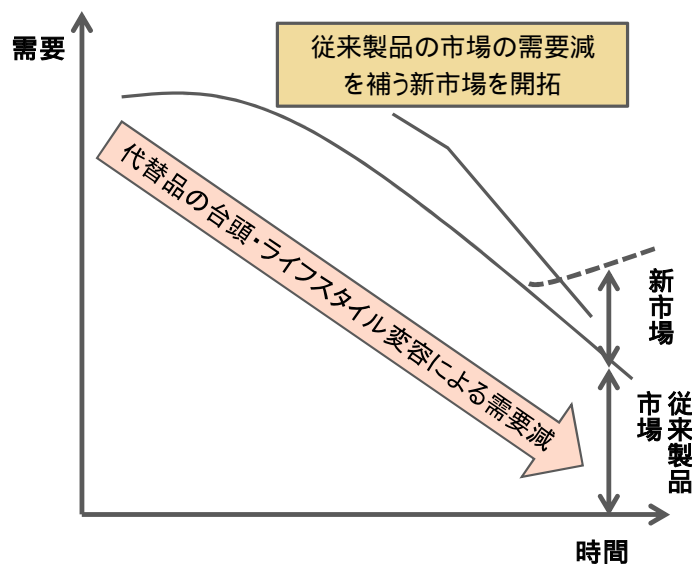 需要
従来製品の市場の需要減
を補う新市場を開拓
代替品の台頭・ライフスタイル変容による需要減
新市場
従来製品
市場
時間